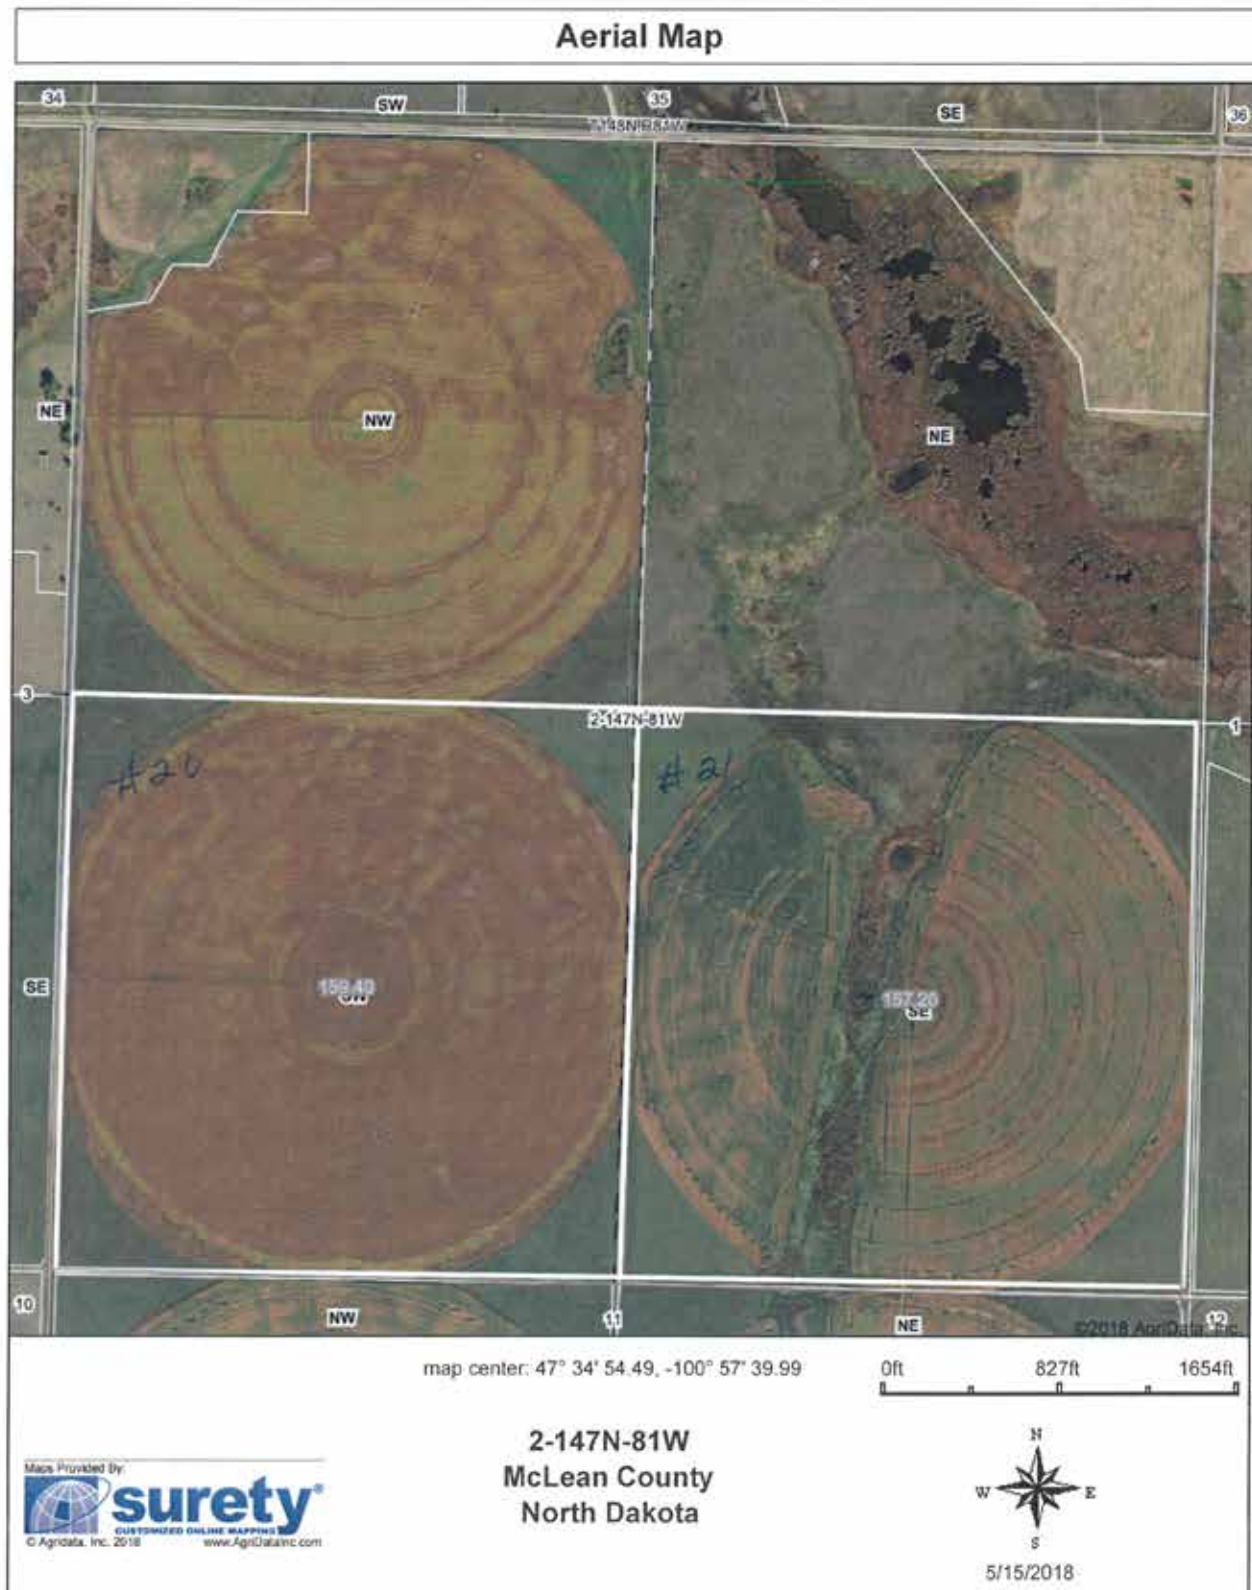 Aerial Map
34
SW
35
SE
36
T148N-R81W
NE
NW
NE
3
2-147N-81W
1
#20
#21
SE
159.40
SW
157.20
SE
10
NW
11
NE
12
©2018 AgriData, Inc.
map center: 47° 34' 54.49, -100° 57' 39.99
0ft 827ft 1654ft
2-147N-81W
McLean County
North Dakota
Maps Provided By:
surety®
CUSTOMIZED ONLINE MAPPING
© Agridata, Inc. 2018 www.AgriDataInc.com
N
W E
S
5/15/2018